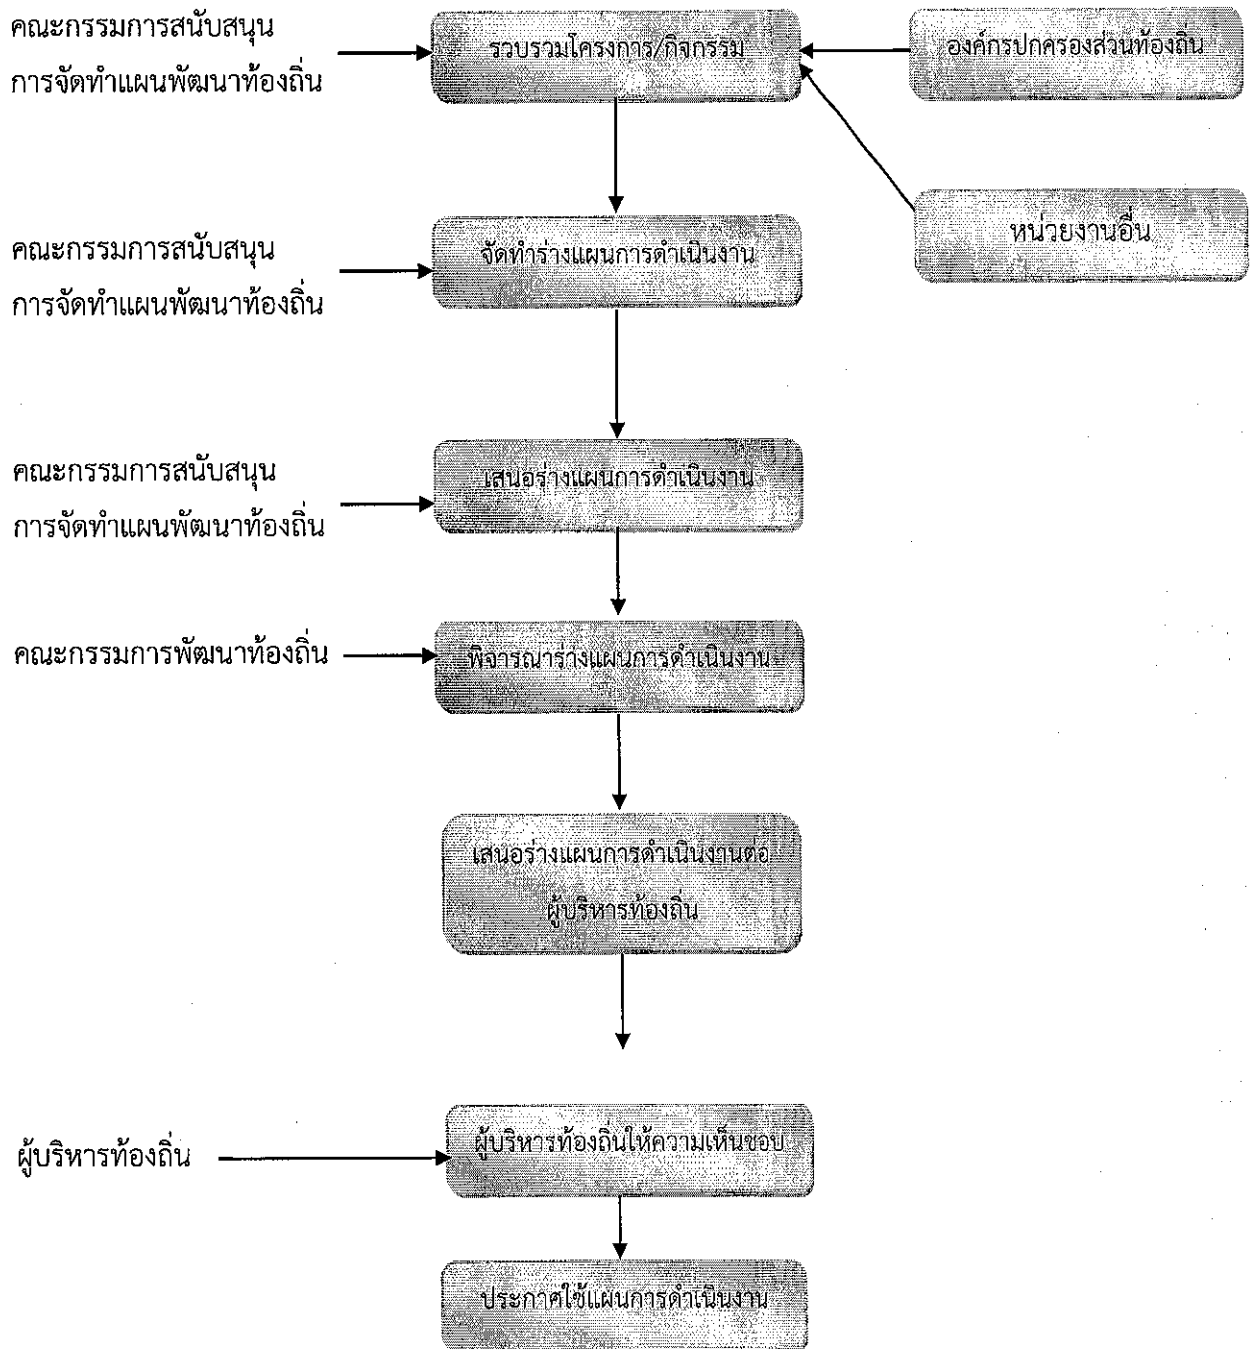 คณะกรรมการสนับสนุน
การจัดทำแผนพัฒนาท้องถิ่น
รวบรวมโครงการ/กิจกรรม
องค์กรปกครองส่วนท้องถิ่น
หน่วยงานอื่น
คณะกรรมการสนับสนุน
การจัดทำแผนพัฒนาท้องถิ่น
จัดทำร่างแผนการดำเนินงาน
คณะกรรมการสนับสนุน
การจัดทำแผนพัฒนาท้องถิ่น
เสนอร่างแผนการดำเนินงาน
คณะกรรมการพัฒนาท้องถิ่น
พิจารณาร่างแผนการดำเนินงาน
เสนอร่างแผนการดำเนินงานต่อ
ผู้บริหารท้องถิ่น
ผู้บริหารท้องถิ่น
ผู้บริหารท้องถิ่นให้ความเห็นชอบ
ประกาศใช้แผนการดำเนินงาน